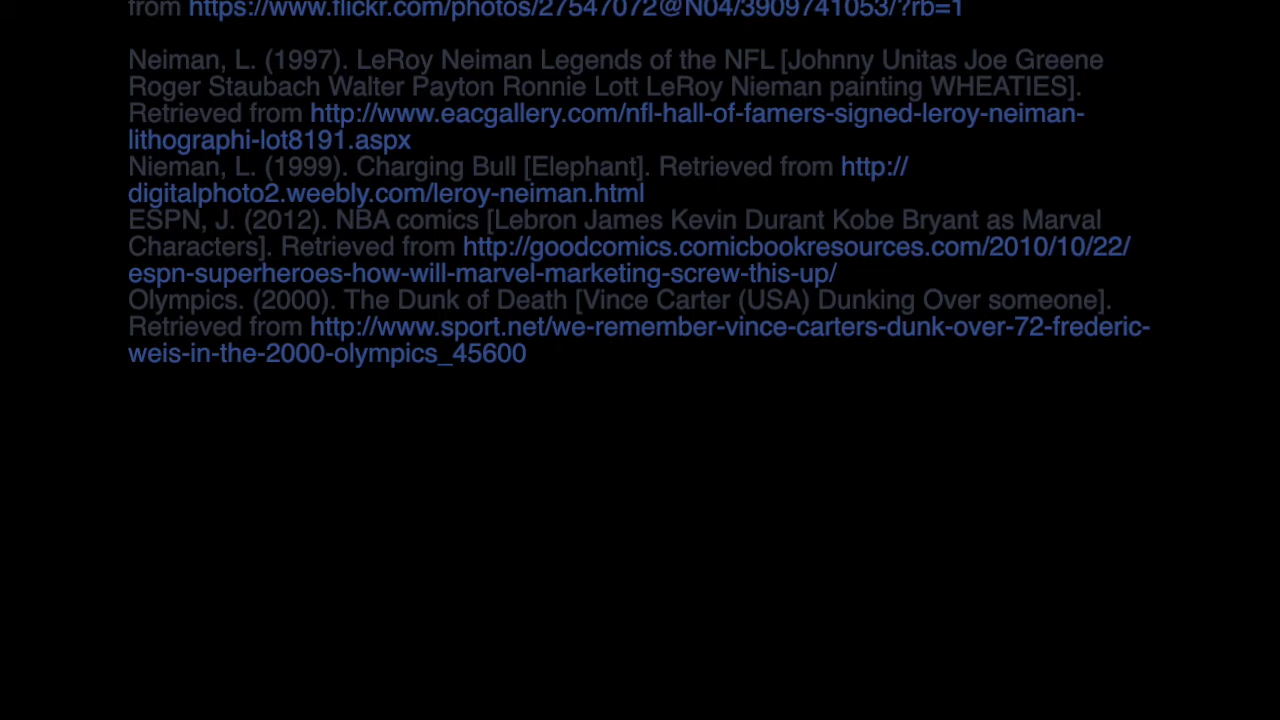 from https://www.flickr.com/photos/27547072@N04/3909741053/?rb=1
Neiman, L. (1997). LeRoy Neiman Legends of the NFL [Johnny Unitas Joe Greene
Roger Staubach Walter Payton Ronnie Lott LeRoy Nieman painting WHEATIES].
Retrieved from http://www.eacgallery.com/nfl-hall-of-famers-signed-leroy-neiman-
lithographi-lot8191.aspx
Nieman, L. (1999). Charging Bull [Elephant]. Retrieved from http://
digitalphoto2.weebly.com/leroy-neiman.html
ESPN, J. (2012). NBA comics [Lebron James Kevin Durant Kobe Bryant as Marval
Characters]. Retrieved from http://goodcomics.comicbookresources.com/2010/10/22/
espn-superheroes-how-will-marvel-marketing-screw-this-up/
Olympics. (2000). The Dunk of Death [Vince Carter (USA) Dunking Over someone].
Retrieved from http://www.sport.net/we-remember-vince-carters-dunk-over-72-frederic-
weis-in-the-2000-olympics_45600